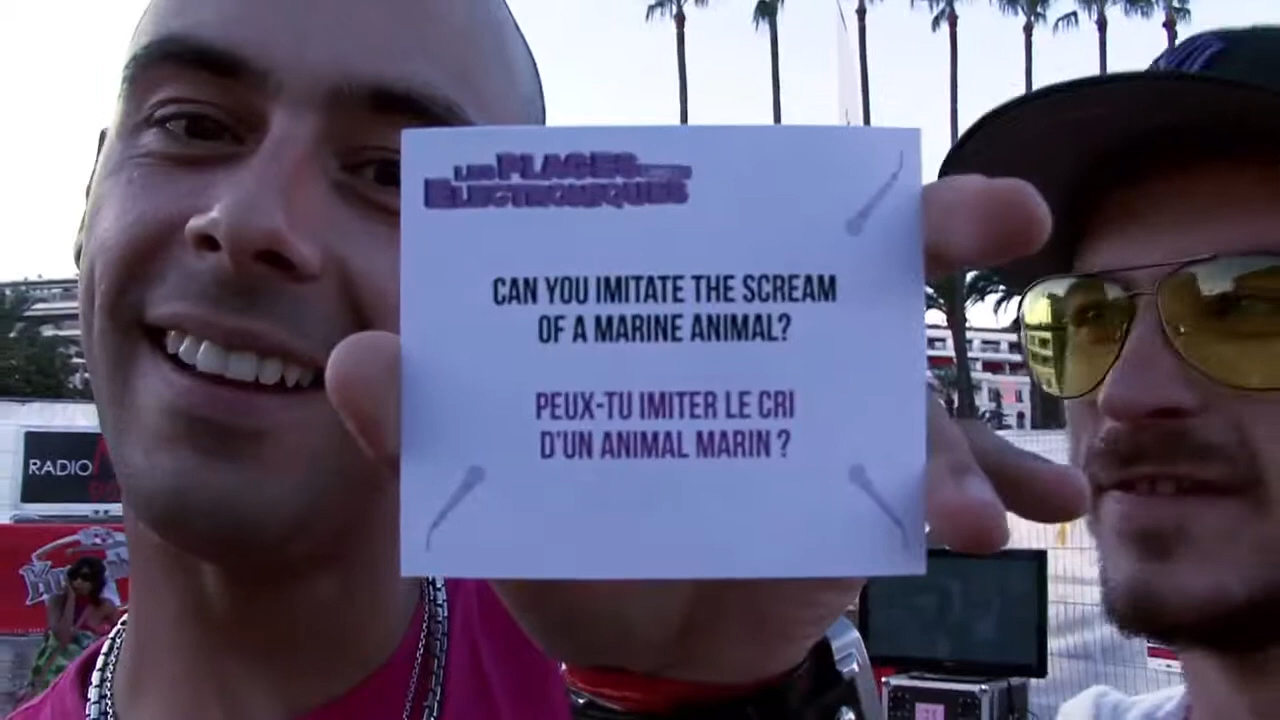 LES PLAGES
ELECTRONIQUES
CAN YOU IMITATE THE SCREAM
OF A MARINE ANIMAL?
PEUX-TU IMITER LE CRI
D'UN ANIMAL MARIN ?
RADIO